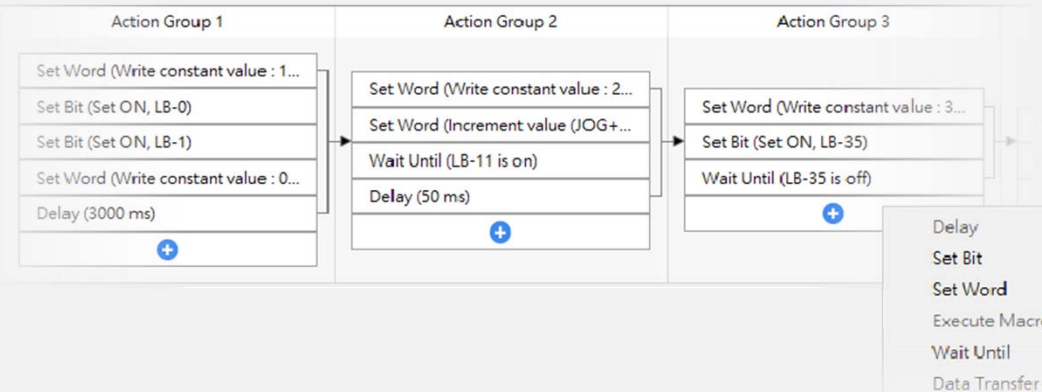 Action Group 1
Action Group 2
Action Group 3
Set Word (Write constant value : 1...
Set Bit (Set ON, LB-0)
Set Bit (Set ON, LB-1)
Set Word (Write constant value : 0...
Delay (3000 ms)
Set Word (Write constant value : 2...
Set Word (Increment value (JOG+...
Wait Until (LB-11 is on)
Delay (50 ms)
Set Word (Write constant value : 3...
Set Bit (Set ON, LB-35)
Wait Until (LB-35 is off)
Delay
Set Bit
Set Word
Execute Macro
Wait Until
Data Transfer